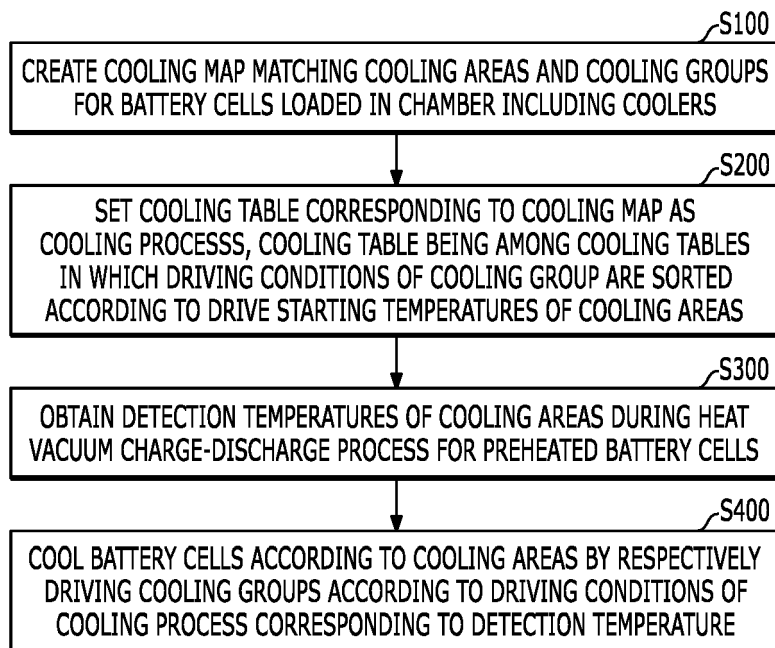 S100
CREATE COOLING MAP MATCHING COOLING AREAS AND COOLING GROUPS
FOR BATTERY CELLS LOADED IN CHAMBER INCLUDING COOLERS
S200
SET COOLING TABLE CORRESPONDING TO COOLING MAP AS
COOLING PROCESSS, COOLING TABLE BEING AMONG COOLING TABLES
IN WHICH DRIVING CONDITIONS OF COOLING GROUP ARE SORTED
ACCORDING TO DRIVE STARTING TEMPERATURES OF COOLING AREAS
S300
OBTAIN DETECTION TEMPERATURES OF COOLING AREAS DURING HEAT
VACUUM CHARGE-DISCHARGE PROCESS FOR PREHEATED BATTERY CELLS
S400
COOL BATTERY CELLS ACCORDING TO COOLING AREAS BY RESPECTIVELY
DRIVING COOLING GROUPS ACCORDING TO DRIVING CONDITIONS OF
COOLING PROCESS CORRESPONDING TO DETECTION TEMPERATURE